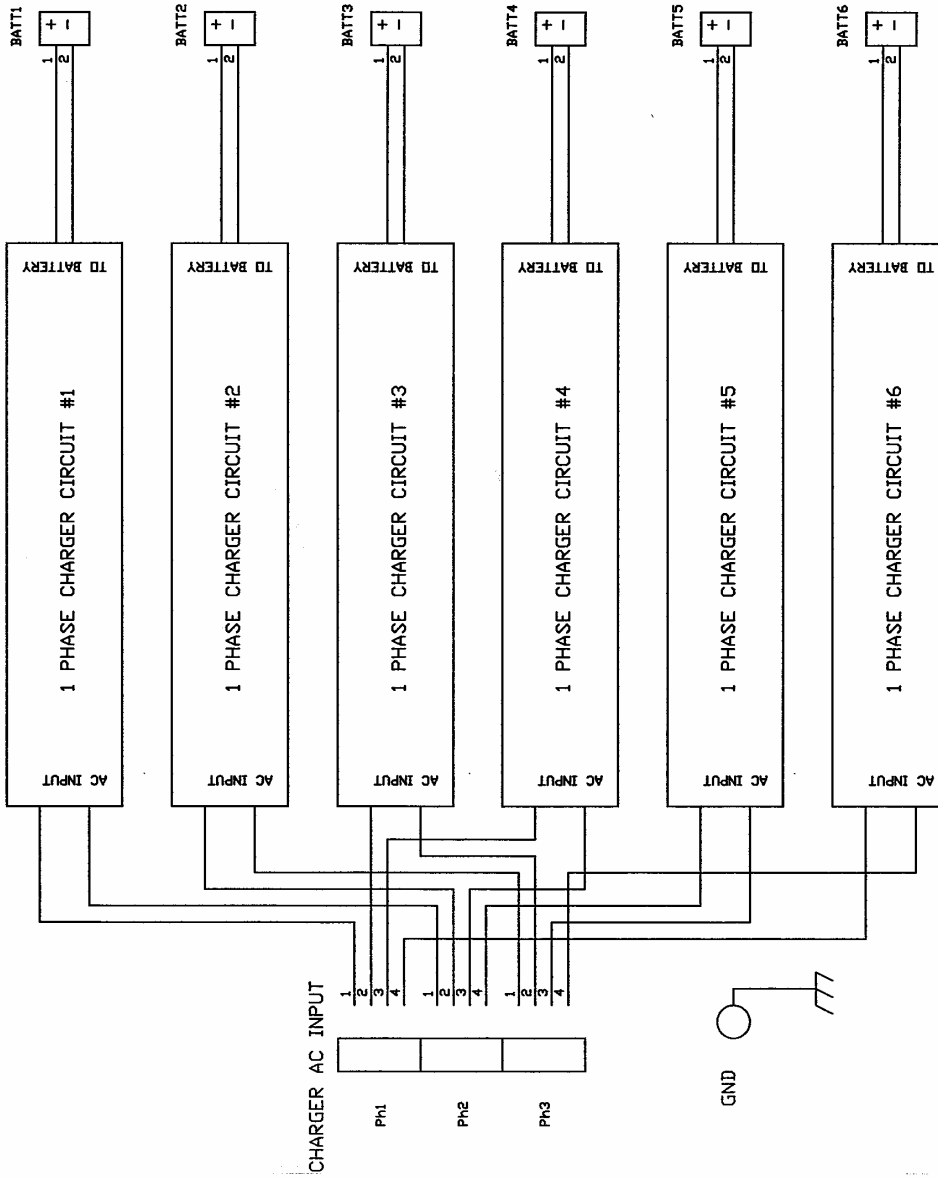 BATT1
+ -
1
2
BATT2
+ -
1
2
BATT3
+ -
1
2
BATT4
+ -
1
2
BATT5
+ -
1
2
BATT6
+ -
1
2
TO BATTERY
TO BATTERY
TO BATTERY
TO BATTERY
TO BATTERY
TO BATTERY
1 PHASE CHARGER CIRCUIT #1
1 PHASE CHARGER CIRCUIT #2
1 PHASE CHARGER CIRCUIT #3
1 PHASE CHARGER CIRCUIT #4
1 PHASE CHARGER CIRCUIT #5
1 PHASE CHARGER CIRCUIT #6
AC INPUT
AC INPUT
AC INPUT
AC INPUT
AC INPUT
AC INPUT
CHARGER AC INPUT
1
2
3
4
1
2
3
4
1
2
3
4
Ph1
Ph2
Ph3
GND